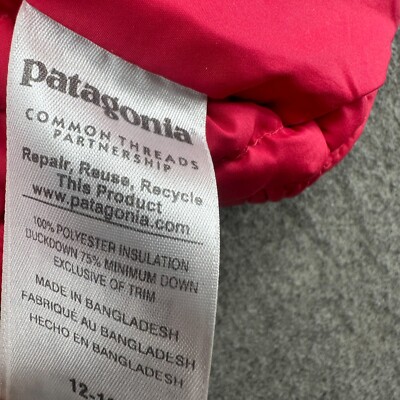 patagonia
COMMON THREADS
PARTNERSHIP
Repair, Reuse, Recycle
This Product
www.patagonia.com
100% POLYESTER INSULATION
DUCKDOWN 75% MINIMUM DOWN
EXCLUSIVE OF TRIM
MADE IN BANGLADESH
FABRIQUÉ AU BANGLADESH
HECHO EN BANGLADESH